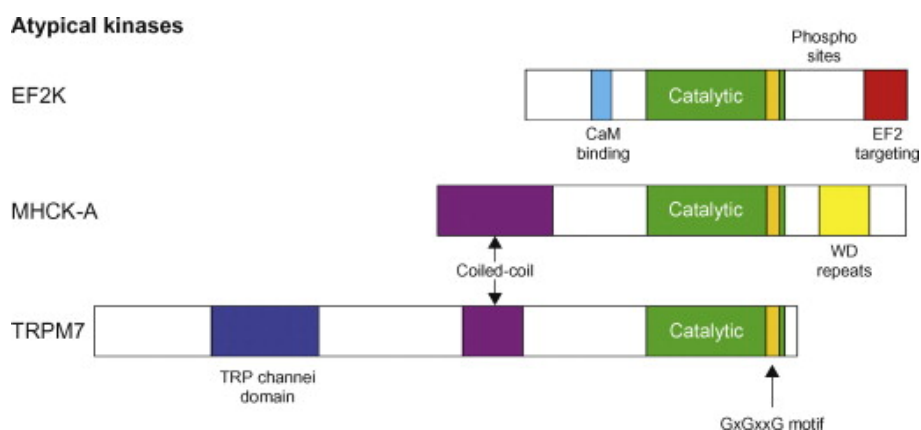 Atypical kinases
Phospho
sites
EF2K
Catalytic
CaM
binding
EF2
targeting
MHCK-A
Catalytic
Coiled-coil
WD
repeats
TRPM7
Catalytic
TRP channei
domain
GxGxxG motif